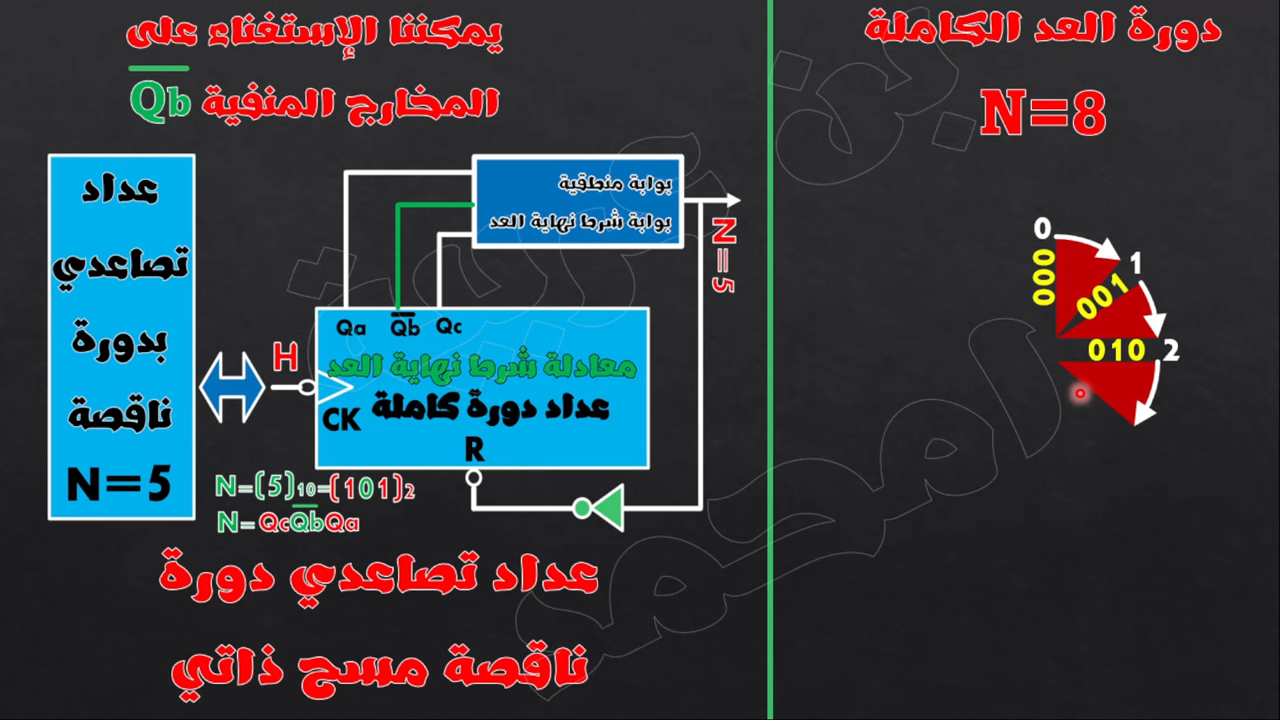 دورة العد الكاملة
N=8
0
000
1
001
2
010
يمكننا الإستغناء على
المخارج المنفية Q̅b̅
عداد
تصاعدي
بدورة
ناقصة
N=5
بوابة منطقية
بوابة شرط نهاية العد
N=5
Qa Q̅b̅ Qc
معادلة شرط نهاية العد
H
عداد دورة كاملة
CK
R
N=(5)₁₀=(101)₂
N=QcQ̅b̅Qa
عداد تصاعدي دورة
ناقصة مسح ذاتي